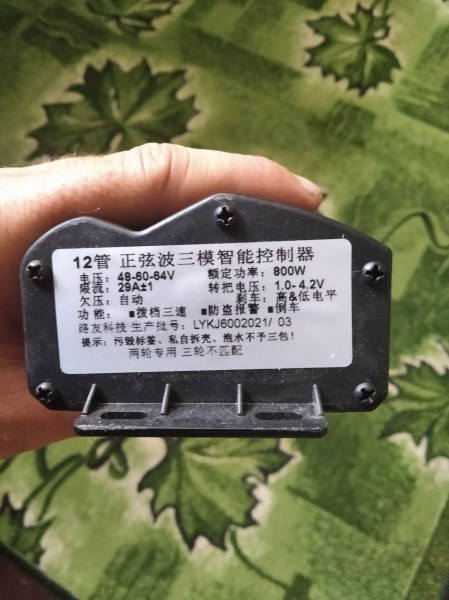 12管 正弦波三模智能控制器
电压: 48-60-64V 额定功率: 800W
限流: 29A±1 转把电压: 1.0- 4.2V
欠压: 自动 刹车: 高&低电平
功能: ■拨档三速 ■防盗报警 ■倒车
路友科技 生产批号: LYKJ6002021/ 03
提示: 污毁标签、私自拆壳、泡水不予三包!
两轮专用 三轮不匹配